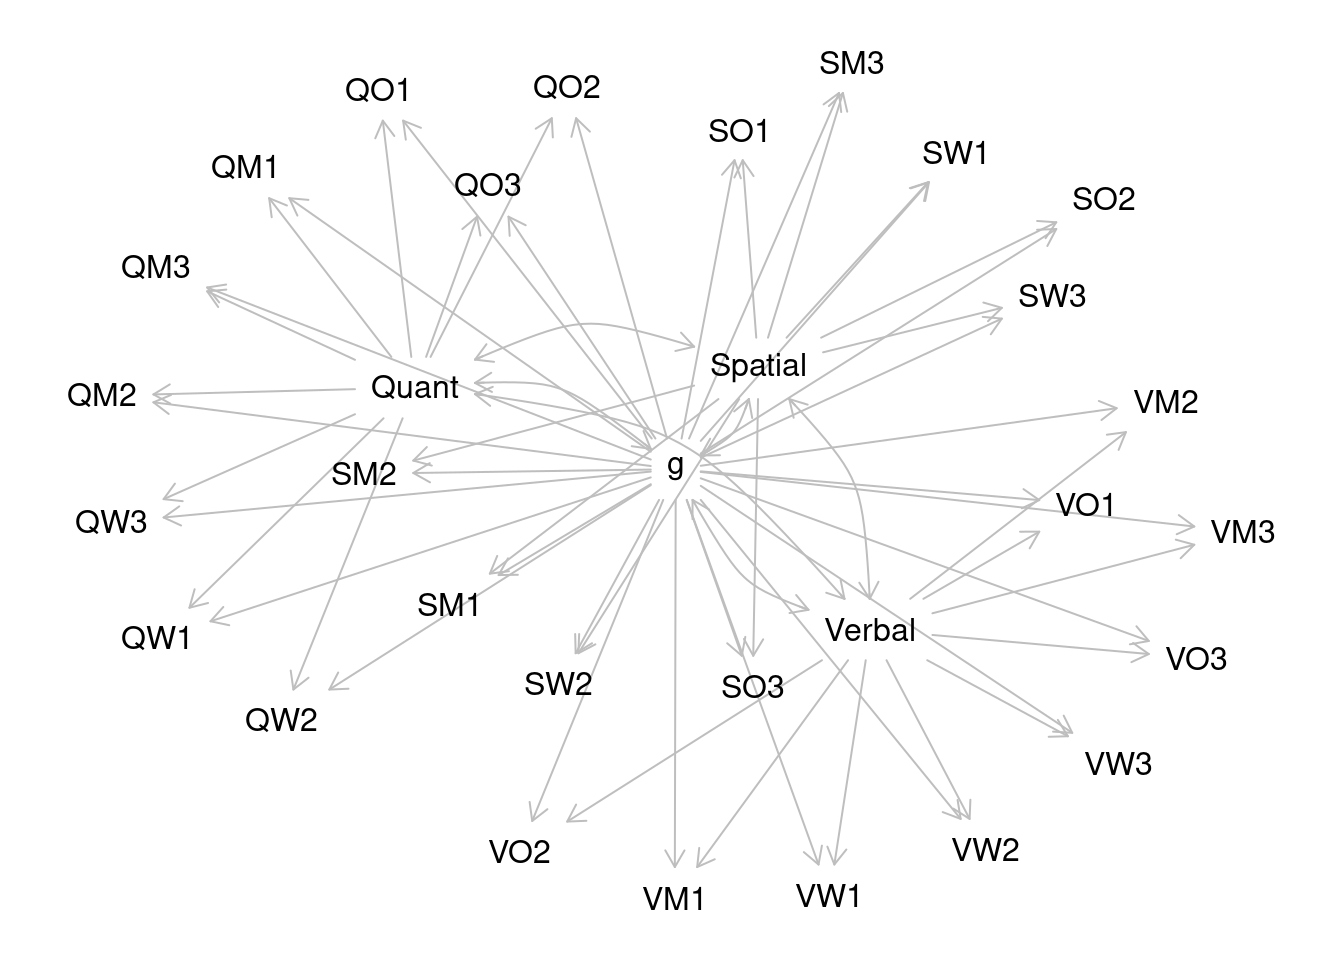 SM3
QO1
QO2
SO1
SW1
QM1
QO3
SO2
QM3
SW3
Spatial
Quant
QM2
VM2
g
SM2
VO1
QW3
VM3
SM1
Verbal
QW1
VO3
SW2
SO3
QW2
VW3
VO2
VW2
VM1
VW1